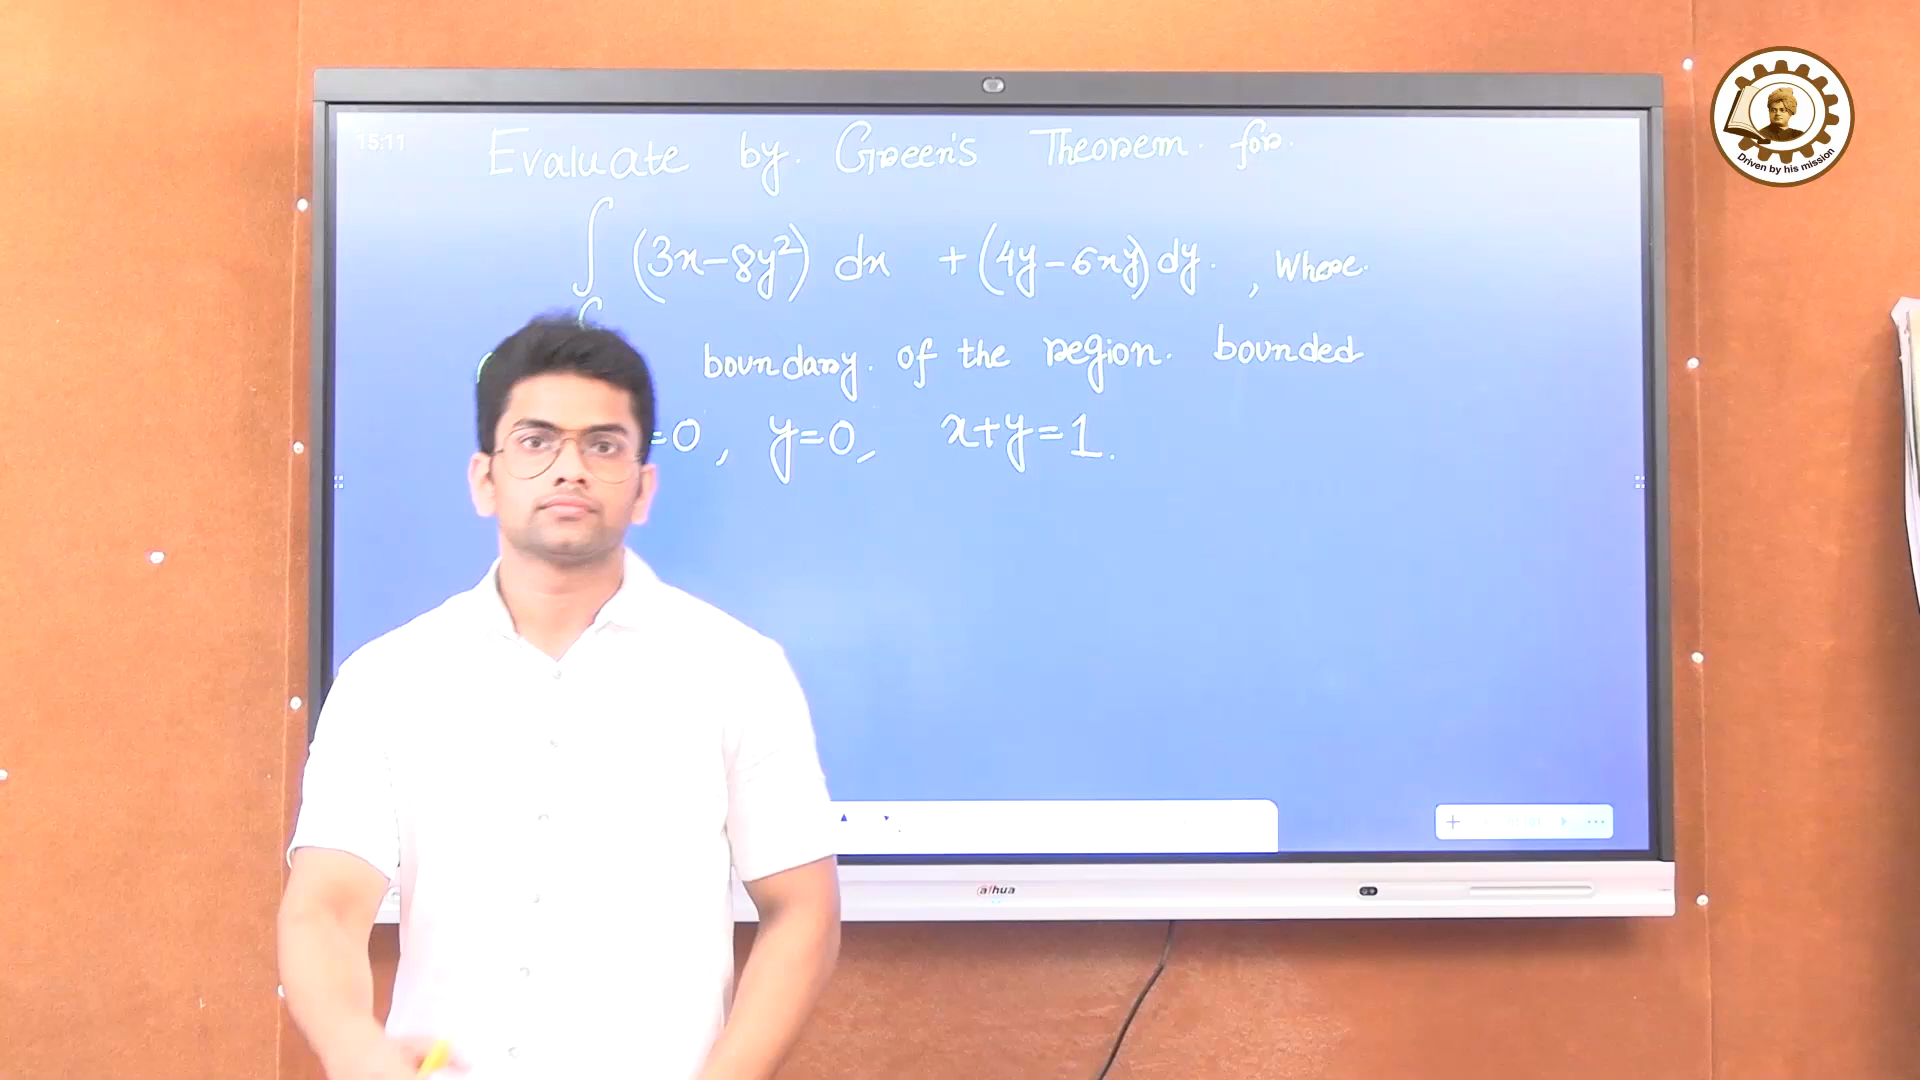 15:11
Evaluate by Green's Theorem for
∫ (3x-8y²) dx + (4y-6xy) dy, where
C
boundary of the region bounded
=0, y=0, x+y=1.
Driven by his mission
alhua